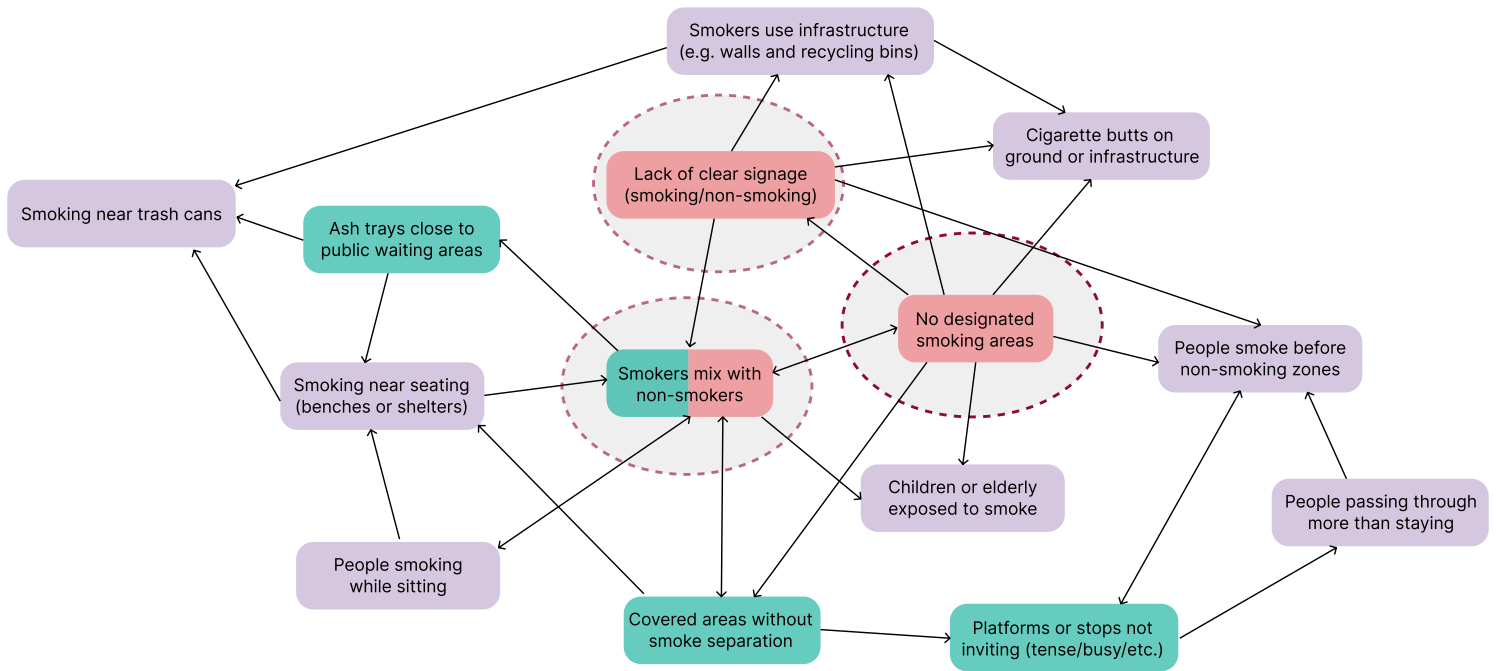 Smokers use infrastructure
(e.g. walls and recycling bins)
Cigarette butts on
ground or infrastructure
Lack of clear signage
(smoking/non-smoking)
Smoking near trash cans
Ash trays close to
public waiting areas
No designated
smoking areas
People smoke before
non-smoking zones
Smokers mix with
non-smokers
Smoking near seating
(benches or shelters)
Children or elderly
exposed to smoke
People passing through
more than staying
People smoking
while sitting
Covered areas without
smoke separation
Platforms or stops not
inviting (tense/busy/etc.)